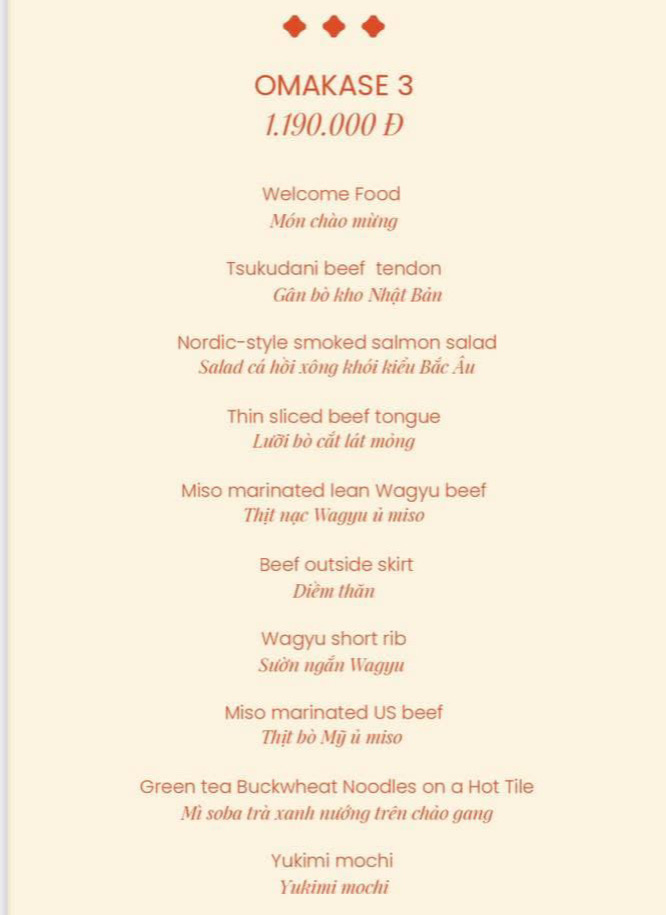 OMAKASE 3
1.190.000 Đ
Welcome Food
Món chào mừng
Tsukudani beef tendon
Gân bò kho Nhật Bản
Nordic-style smoked salmon salad
Salad cá hồi xông khói kiểu Bắc Âu
Thin sliced beef tongue
Lưỡi bò cắt lát mỏng
Miso marinated lean Wagyu beef
Thịt nạc Wagyu ủ miso
Beef outside skirt
Diềm thăn
Wagyu short rib
Sườn ngắn Wagyu
Miso marinated US beef
Thịt bò Mỹ ủ miso
Green tea Buckwheat Noodles on a Hot Tile
Mì soba trà xanh nướng trên chảo gang
Yukimi mochi
Yukimi mochi